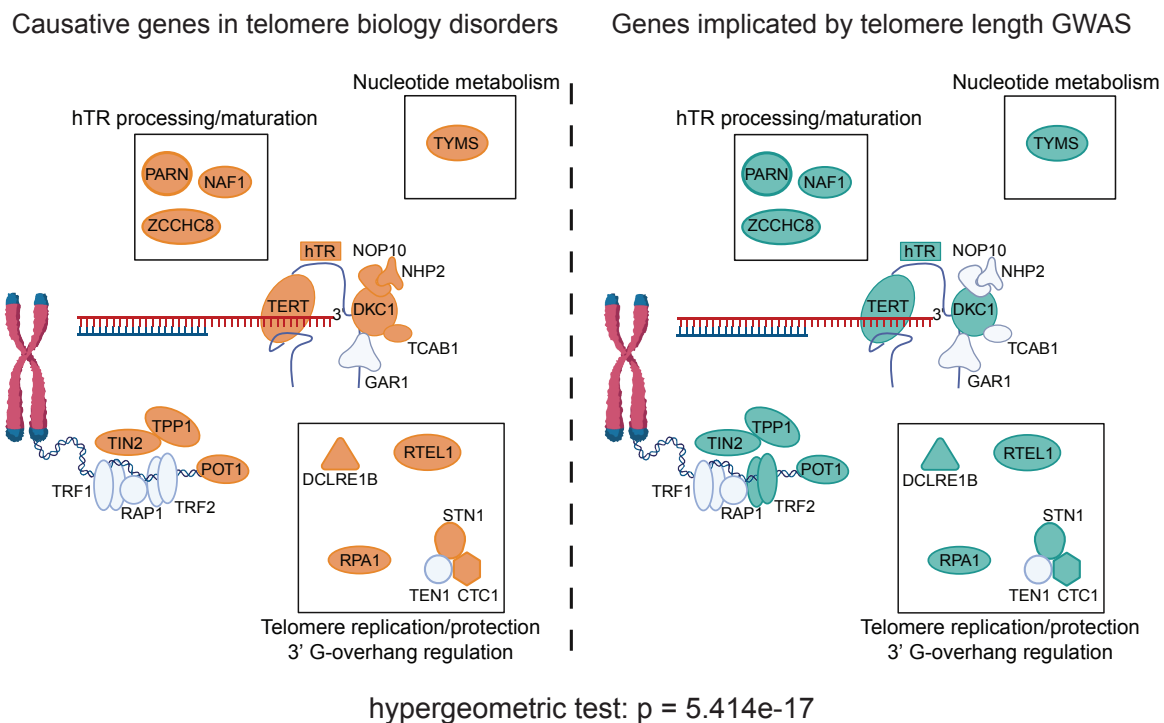 Causative genes in telomere biology disorders
Nucleotide metabolism
TYMS
hTR processing/maturation
PARN
NAF1
ZCCHC8
hTR
NOP10
NHP2
TERT
3'
DKC1
TCAB1
GAR1
TPP1
TIN2
POT1
TRF1
RAP1
TRF2
DCLRE1B
RTEL1
STN1
RPA1
TEN1
CTC1
Telomere replication/protection
3' G-overhang regulation
Genes implicated by telomere length GWAS
Nucleotide metabolism
TYMS
hTR processing/maturation
PARN
NAF1
ZCCHC8
hTR
NOP10
NHP2
TERT
3'
DKC1
TCAB1
GAR1
TPP1
TIN2
POT1
TRF1
RAP1
TRF2
DCLRE1B
RTEL1
STN1
RPA1
TEN1
CTC1
Telomere replication/protection
3' G-overhang regulation
hypergeometric test: p = 5.414e-17